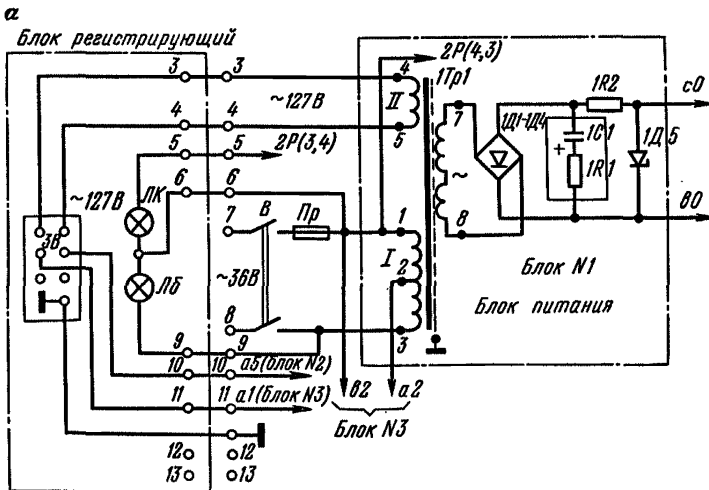 а
Блок регистрирующий
3 3
4 4
5 5
6 6
7
8
9 9
10 10
11 11
12 12
13 13
~127В
ЗВ
ЛК
Лб
~127В
2Р(3,4)
В
Пр
~36В
а5(блок N2)
а1(блок N3)
в2
а2
Блок N3
2Р(4,3)
1Тр1
4
II
5
1
I
2
3
7
~
8
1Д1-1Д4
1R2
+
1С1
1R1
1Д5
с0
в0
Блок N1
Блок питания